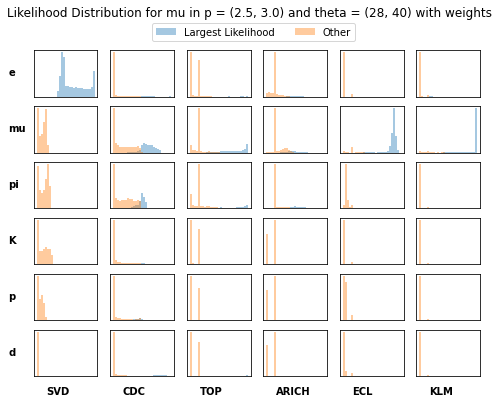 Likelihood Distribution for mu in p = (2.5, 3.0) and theta = (28, 40) with weights
Largest Likelihood Other
e
mu
pi
K
p
d
SVD CDC TOP ARICH ECL KLM